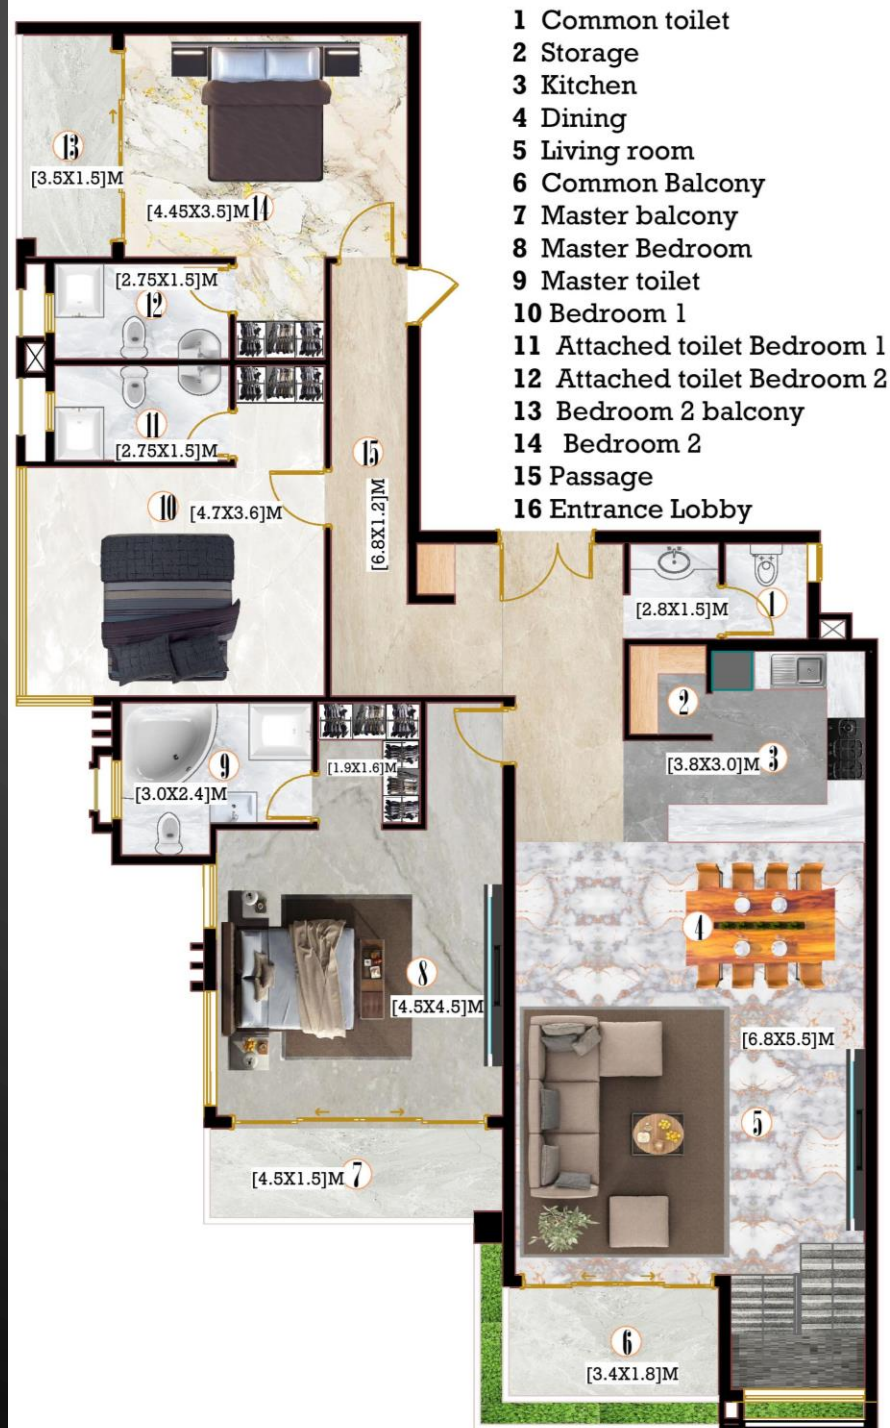 1 Common toilet
2 Storage
3 Kitchen
4 Dining
5 Living room
6 Common Balcony
7 Master balcony
8 Master Bedroom
9 Master toilet
10 Bedroom 1
11 Attached toilet Bedroom 1
12 Attached toilet Bedroom 2
13 Bedroom 2 balcony
14 Bedroom 2
15 Passage
16 Entrance Lobby
13
[3.5X1.5]M
[4.45X3.5]M 14
[2.75X1.5]M
12
11
[2.75X1.5]M
15
[6.8X1.2]M
10
[4.7X3.6]M
[2.8X1.5]M
1
2
[3.8X3.0]M 3
9
[3.0X2.4]M
[1.9X1.6]M
4
8
[4.5X4.5]M
[6.8X5.5]M
5
[4.5X1.5]M 7
6
[3.4X1.8]M